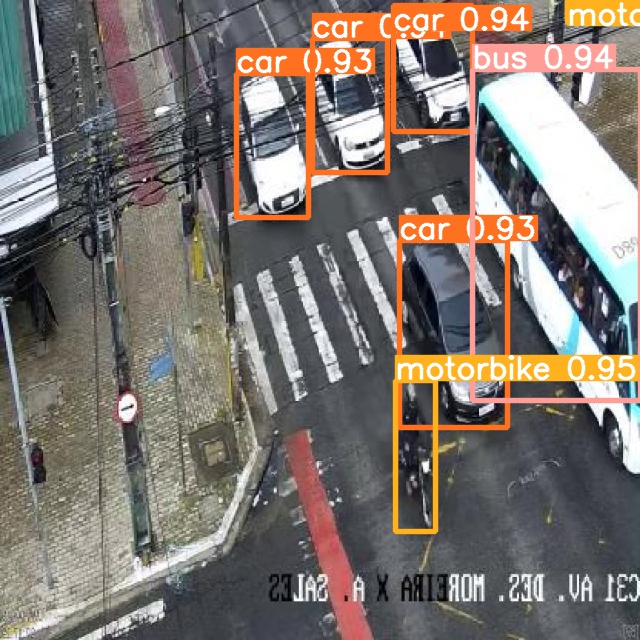 car 0.94
moto
car 0.93
bus 0.94
car 0.93
motorbike 0.95
C31 AV. DES. MOREIRA X A. SALES